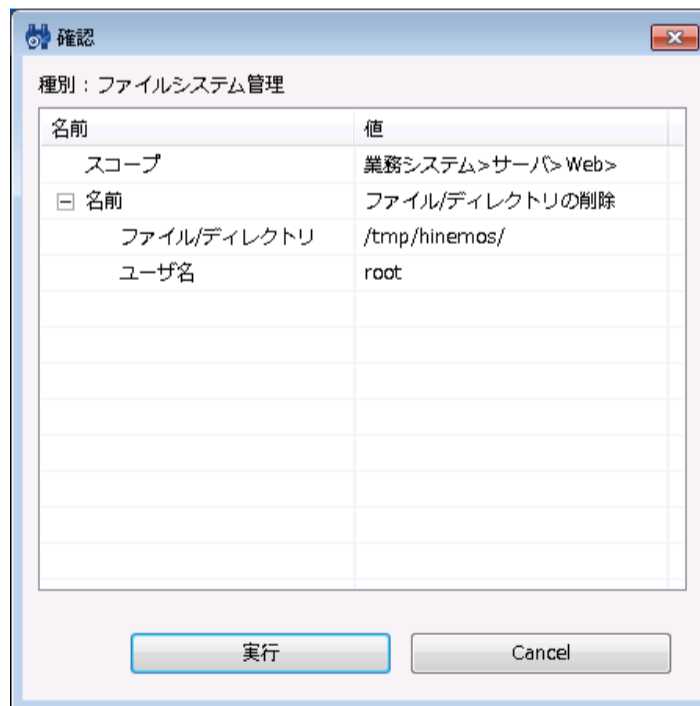 確認
種別：ファイルシステム管理
名前 値
スコープ 業務システム>サーバ>Web>
名前 ファイル/ディレクトリの削除
ファイル/ディレクトリ /tmp/hinemos/
ユーザ名 root
実行 Cancel